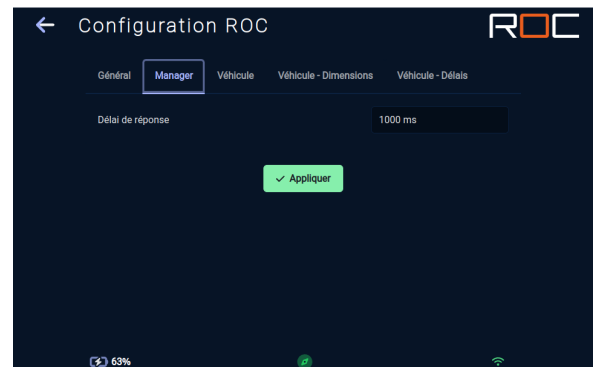 Configuration ROC
ROC
Général Manager Véhicule Véhicule - Dimensions Véhicule - Délais
Délai de réponse 1000 ms
Appliquer
63%